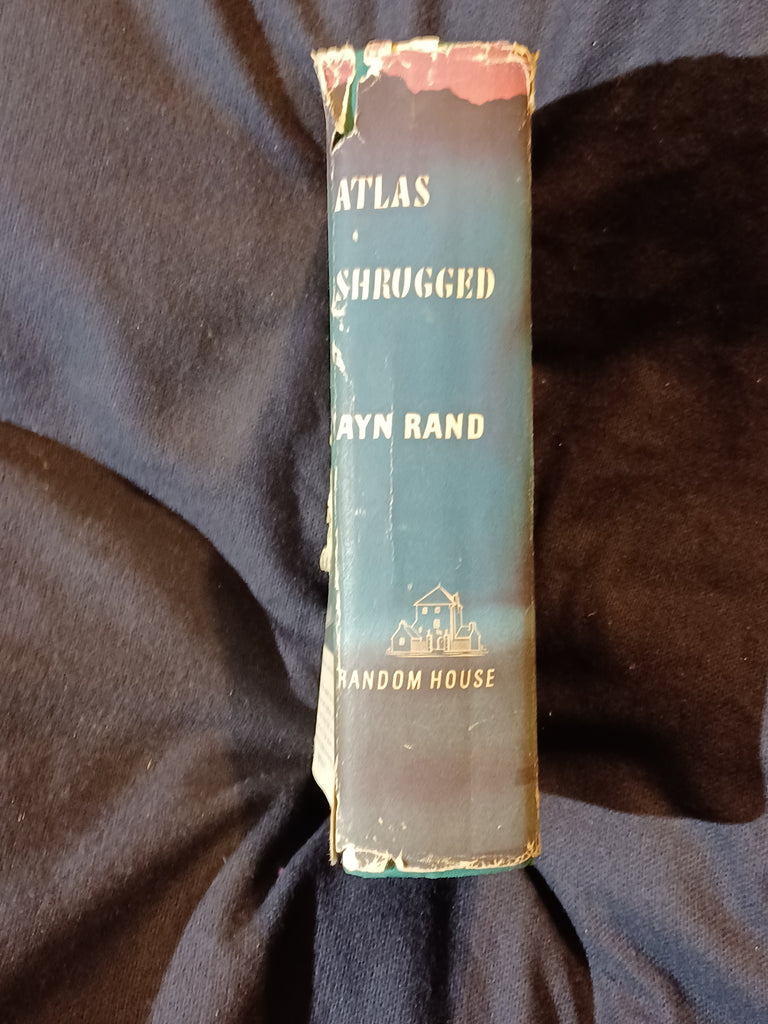 ATLAS
SHRUGGED
AYN RAND
RANDOM HOUSE